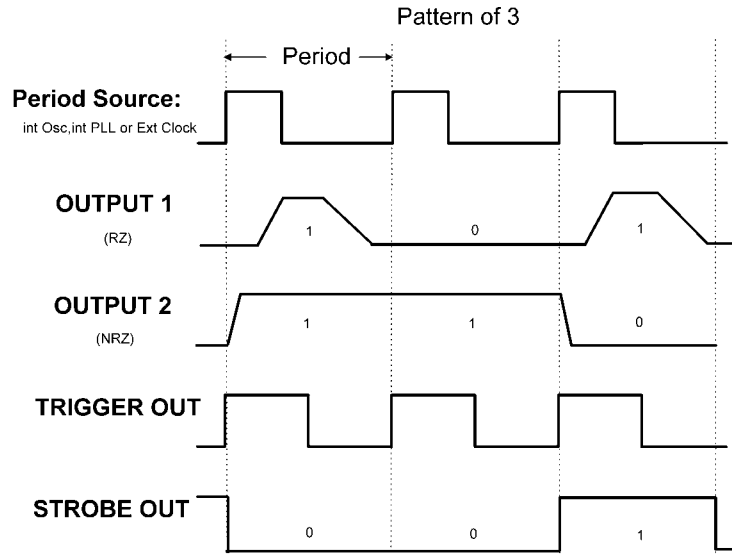 Pattern of 3
Period
Period Source:
int Osc,int PLL or Ext Clock
OUTPUT 1
(RZ)
1
0
1
OUTPUT 2
(NRZ)
1
1
0
TRIGGER OUT
STROBE OUT
0
0
1